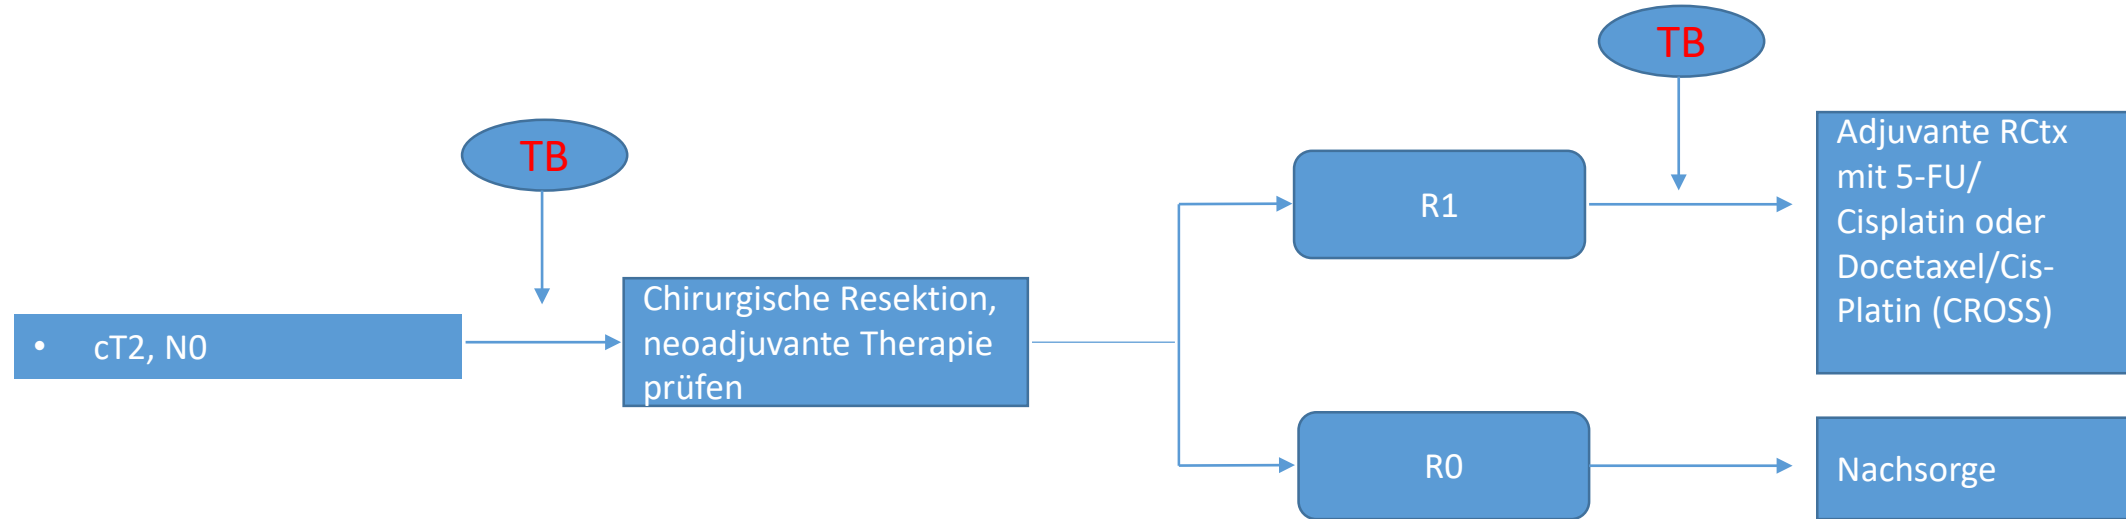 TB
TB
• cT2, N0
Chirurgische Resektion,
neoadjuvante Therapie
prüfen
R1
Adjuvante RCtx
mit 5-FU/
Cisplatin oder
Docetaxel/Cis-
Platin (CROSS)
R0
Nachsorge